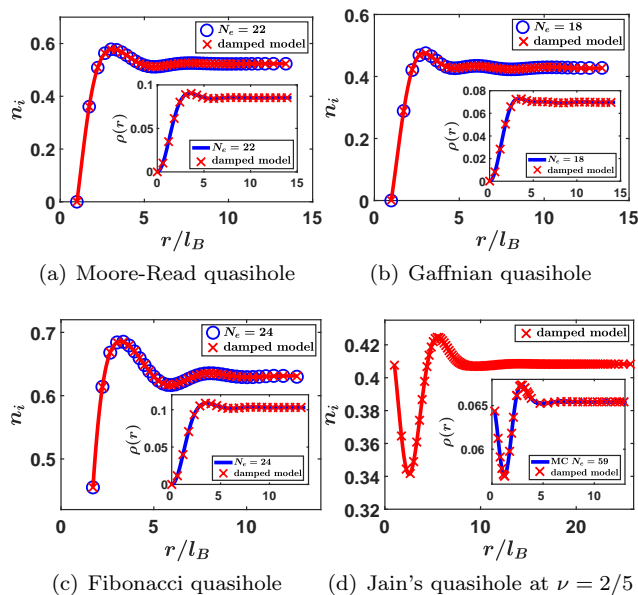 0.6
0.4
0.2
0
n_i
N_e = 22
damped model
0.1
0.05
0
ρ(r)
N_e = 22
damped model
0 5 10 15
0 5 10 15
r/l_B
(a) Moore-Read quasihole
0.6
0.4
0.2
0
n_i
N_e = 18
damped model
0.08
0.06
0.04
0.02
0
ρ(r)
N_e = 18
damped model
0 5 10 15
0 5 10 15
r/l_B
(b) Gaffnian quasihole
0.7
0.6
0.5
n_i
N_e = 24
damped model
0.1
0.05
0
ρ(r)
N_e = 24
damped model
0 5 10
0 5 10
r/l_B
(c) Fibonacci quasihole
0.42
0.4
0.38
0.36
0.34
0.32
n_i
damped model
0.065
0.06
ρ(r)
MC N_e = 59
damped model
0 5 10
0 10 20
r/l_B
(d) Jain's quasihole at ν = 2/5